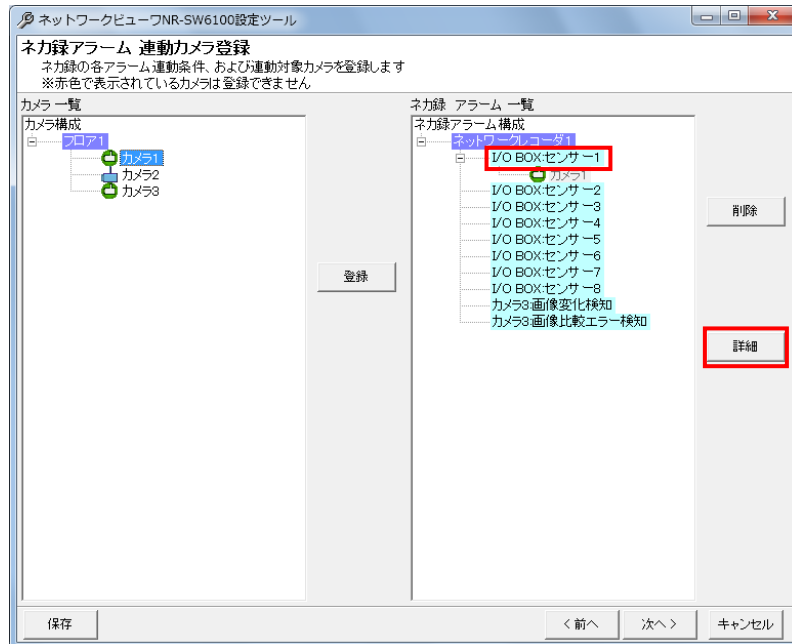 ネットワークビューワNR-SW6100設定ツール
ネカ録アラーム 連動カメラ登録
ネカ録の各アラーム連動条件、および連動対象カメラを登録します
※赤色で表示されているカメラは登録できません
カメラ 一覧
カメラ構成
フロア1
カメラ1
カメラ2
カメラ3
登録
ネカ録 アラーム 一覧
ネカ録アラーム構成
ネットワークレコーダ1
I/O BOX:センサー1
カメラ1
I/O BOX:センサー2
I/O BOX:センサー3
I/O BOX:センサー4
I/O BOX:センサー5
I/O BOX:センサー6
I/O BOX:センサー7
I/O BOX:センサー8
カメラ3:画像変化検知
カメラ3:画像比較エラー検知
削除
詳細
保存
＜前へ
次へ＞
キャンセル